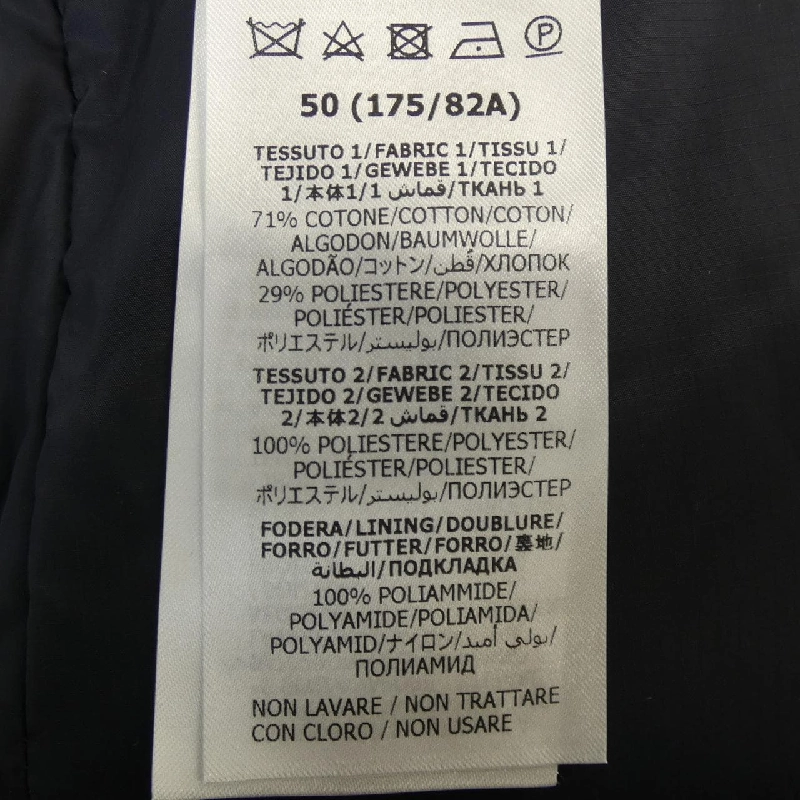 P
50 (175/82A)
TESSUTO 1/FABRIC 1/TISSU 1/
TEJIDO 1/GEWEBE 1/TECIDO
1/本体1/1 قماش/ТКАНЬ 1
71% COTONE/COTTON/COTON/
ALGODON/BAUMWOLLE/
ALGODÃO/コットン/قُطن/ХЛОПОК
29% POLIESTERE/POLYESTER/
POLIÉSTER/POLIESTER/
ポリエステル/بوليستر/ПОЛИЭСТЕР
TESSUTO 2/FABRIC 2/TISSU 2/
TEJIDO 2/GEWEBE 2/TECIDO
2/本体2/2 قماش/ТКАНЬ 2
100% POLIESTERE/POLYESTER/
POLIÉSTER/POLIESTER/
ポリエステル/بوليستر/ПОЛИЭСТЕР
FODERA/LINING/DOUBLURE/
FORRO/FUTTER/FORRO/裏地/
البطانة/ПОДКЛАДКА
100% POLIAMMIDE/
POLYAMIDE/POLIAMIDA/
POLYAMID/ナイロン/بولي أميد/
ПОЛИАМИД
NON LAVARE / NON TRATTARE
CON CLORO / NON USARE